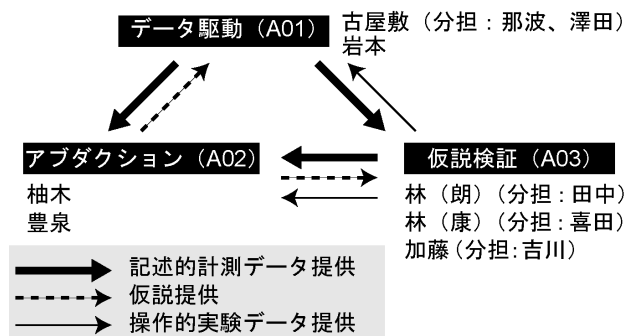 データ駆動（A01）
古屋敷（分担：那波、澤田）
岩本
アブダクション（A02）
柚木
豊泉
仮説検証（A03）
林（朗）（分担：田中）
林（康）（分担：喜田）
加藤（分担：吉川）
記述的計測データ提供
仮説提供
操作的実験データ提供